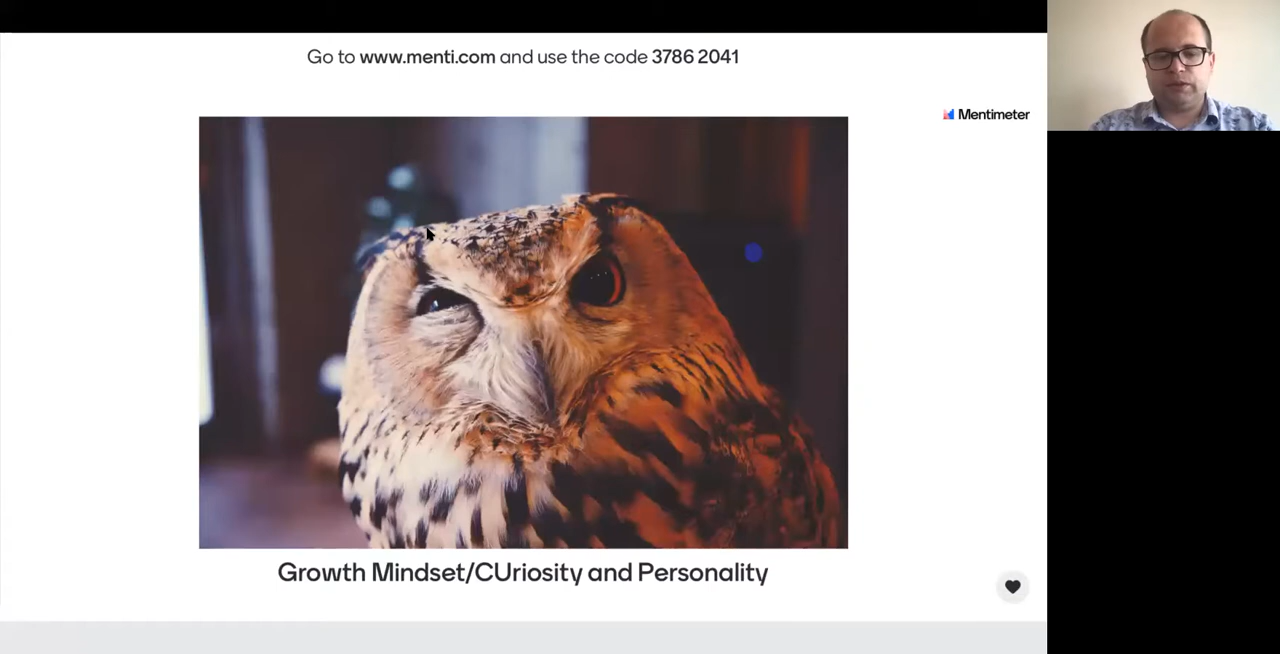 Go to www.menti.com and use the code 3786 2041
Mentimeter
Growth Mindset/CUriosity and Personality